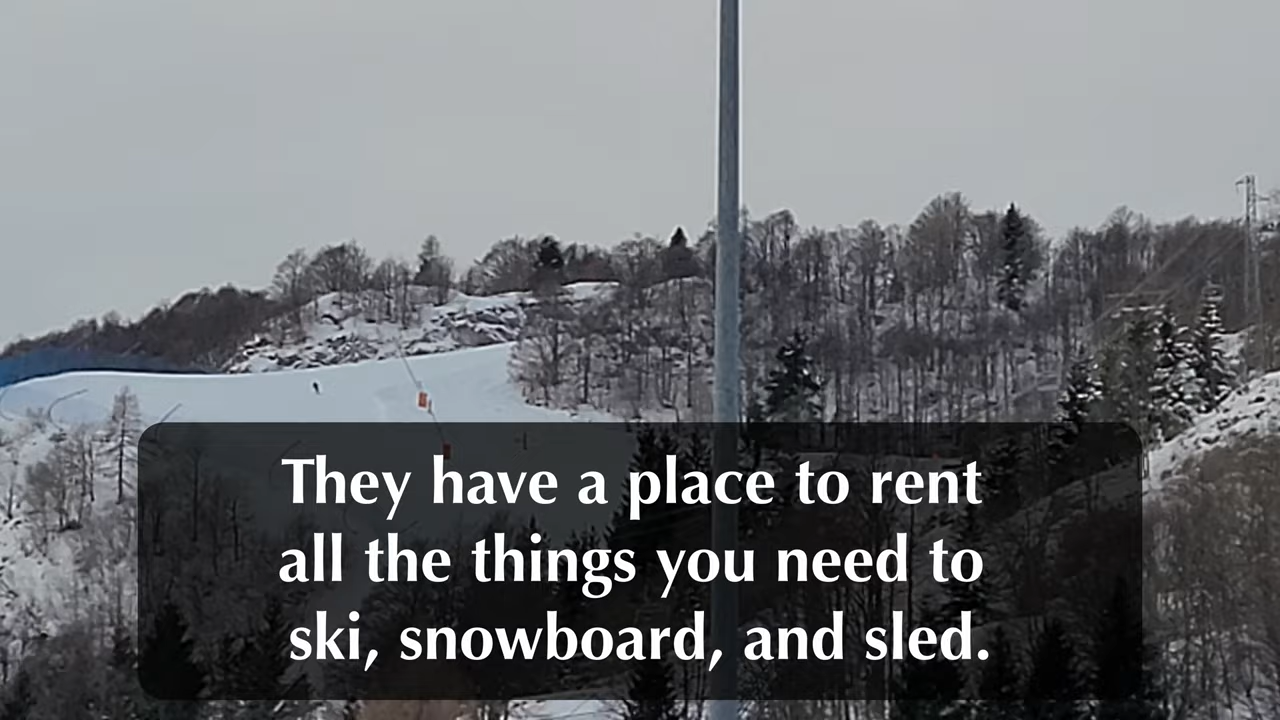 They have a place to rent
all the things you need to
ski, snowboard, and sled.